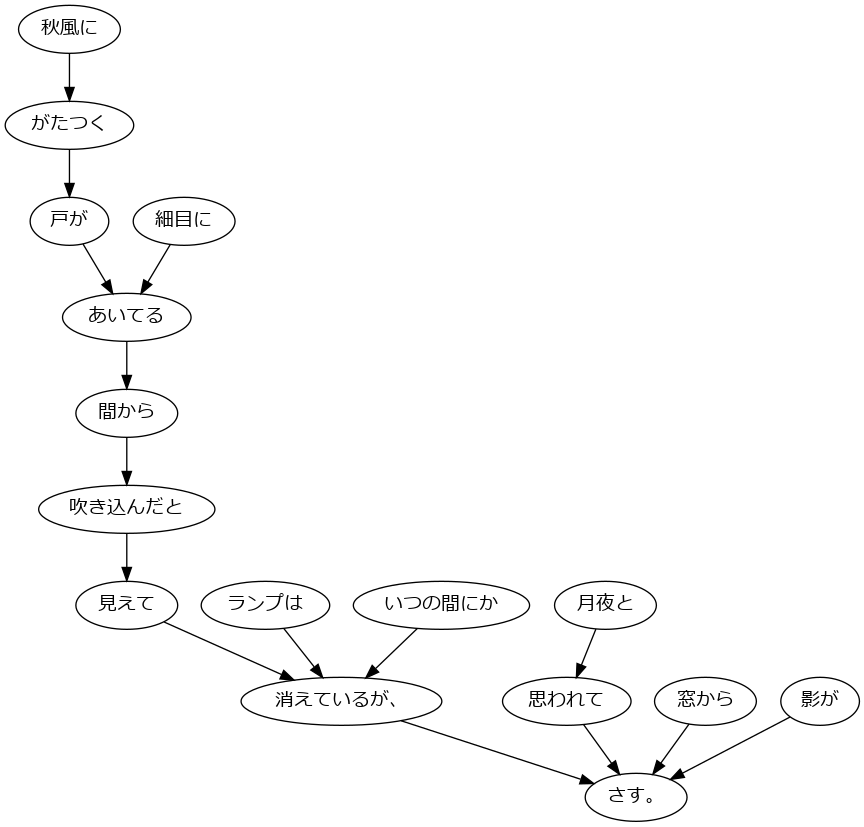 秋風に
がたつく
戸が
細目に
あいてる
間から
吹き込んだと
見えて
ランプは
いつの間にか
月夜と
消えているが、
思われて
窓から
影が
さす。